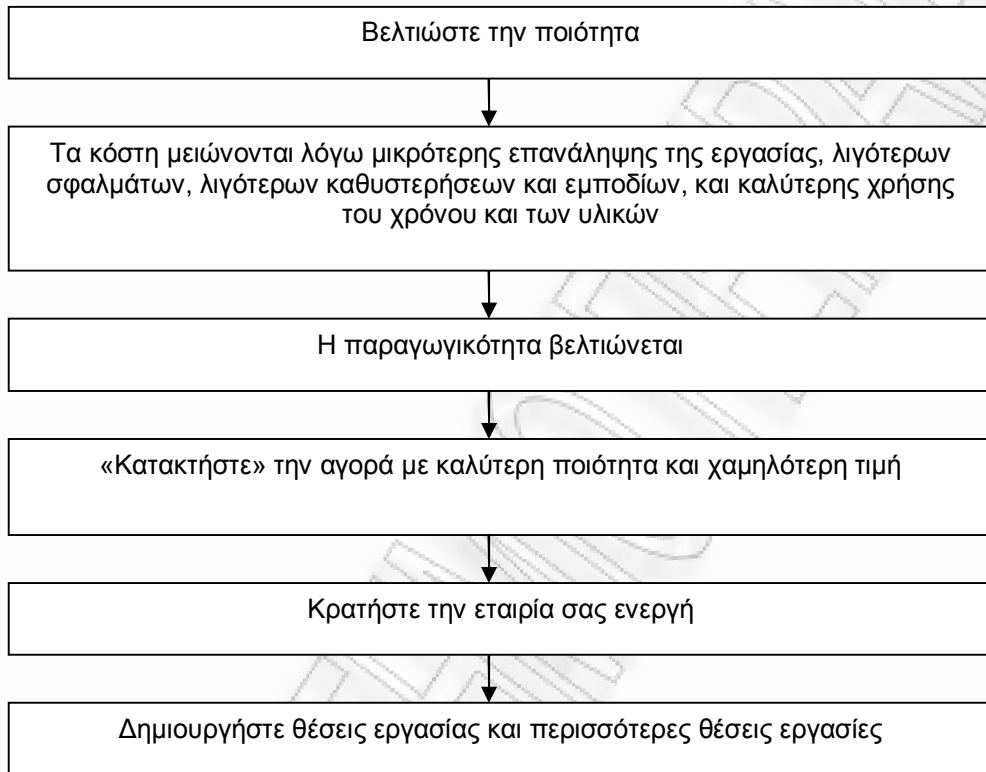 Βελτιώστε την ποιότητα
Τα κόστη μειώνονται λόγω μικρότερης επανάληψης της εργασίας, λιγότερων
σφαλμάτων, λιγότερων καθυστερήσεων και εμποδίων, και καλύτερης χρήσης
του χρόνου και των υλικών
Η παραγωγικότητα βελτιώνεται
«Κατακτήστε» την αγορά με καλύτερη ποιότητα και χαμηλότερη τιμή
Κρατήστε την εταιρία σας ενεργή
Δημιουργήστε θέσεις εργασίας και περισσότερες θέσεις εργασίες